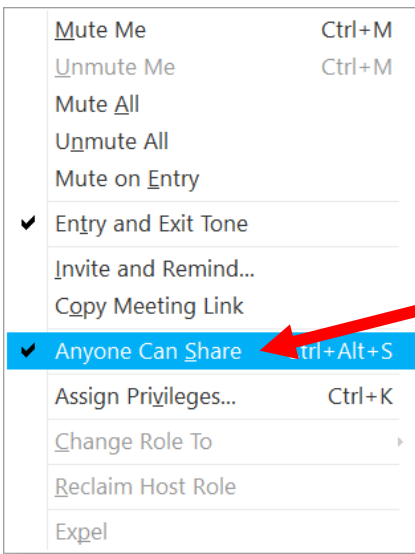 Mute Me Ctrl+M
Unmute Me Ctrl+M
Mute All
Unmute All
Mute on Entry
Entry and Exit Tone
Invite and Remind...
Copy Meeting Link
Anyone Can Share trl+Alt+S
Assign Privileges... Ctrl+K
Change Role To
Reclaim Host Role
Expel